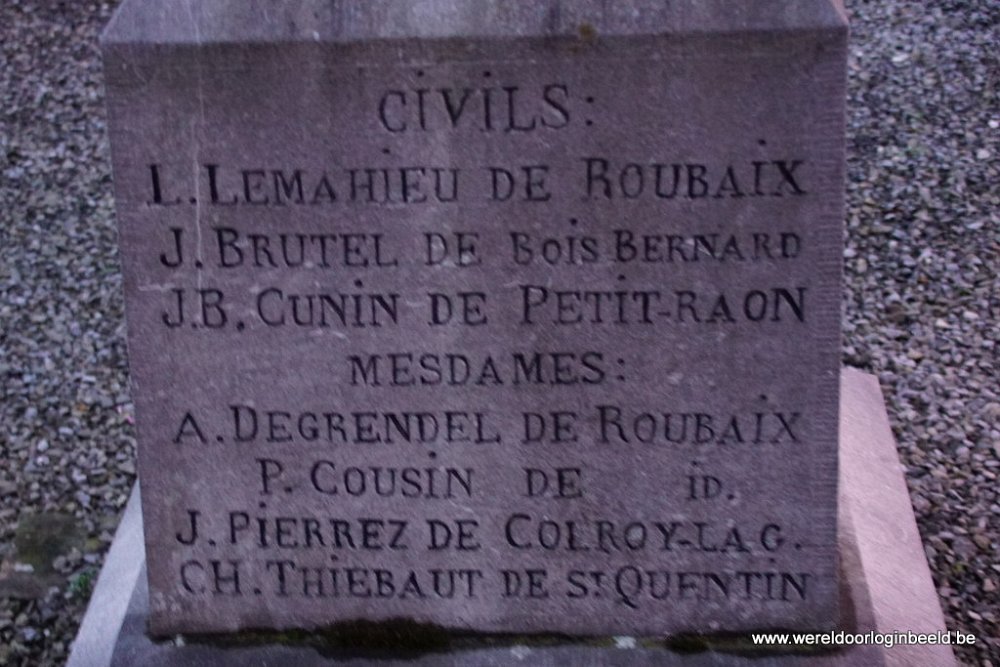 CIVILS:
L. LEMAHIEU DE ROUBAIX
J. BRUTEL DE BOIS BERNARD
J.B. CUNIN DE PETIT-RAON
MESDAMES:
A. DEGRENDEL DE ROUBAIX
P. COUSIN DE ID.
J. PIERREZ DE COLROY-LA G.
CH. THIEBAUT DE ST. QUENTIN
www.wereldoorloginbeeld.be